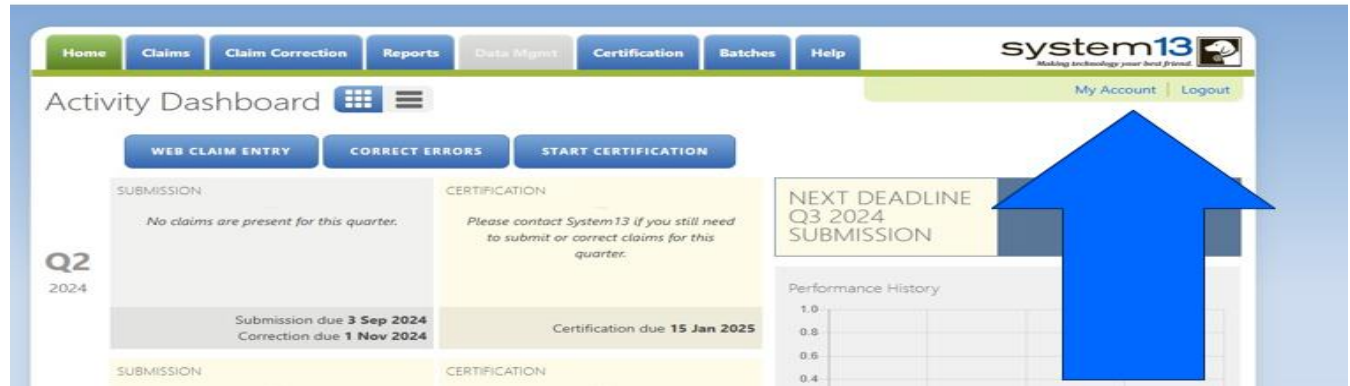 Home Claims Claim Correction Reports Data Mgmt Certification Batches Help
system13
Making technology your best friend.
My Account | Logout
Activity Dashboard
WEB CLAIM ENTRY CORRECT ERRORS START CERTIFICATION
SUBMISSION
No claims are present for this quarter.
CERTIFICATION
Please contact System13 if you still need
to submit or correct claims for this
quarter.
NEXT DEADLINE
Q3 2024
SUBMISSION
Q2
2024
Submission due 3 Sep 2024
Correction due 1 Nov 2024
Certification due 15 Jan 2025
Performance History
1.0
0.8
0.6
0.4
SUBMISSION
CERTIFICATION